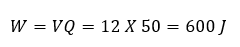 W = VQ = 12 X 50 = 600 J